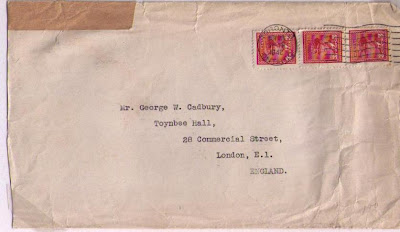 Mr. George W. Cadbury,
Toynbee Hall,
28 Commercial Street,
London, E.1.
ENGLAND.